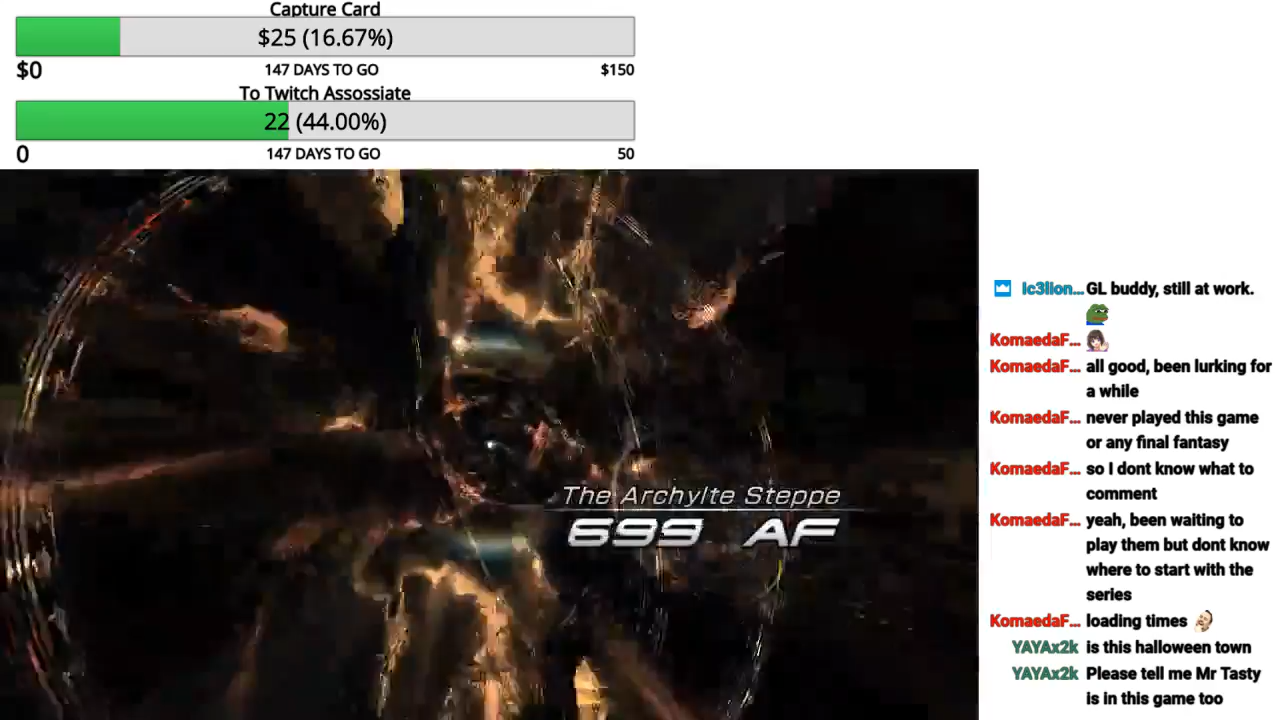 Capture Card
$25 (16.67%)
$0 147 DAYS TO GO $150
To Twitch Assossiate
22 (44.00%)
0 147 DAYS TO GO 50
The Archylte Steppe
699 AF
Ic3lion... GL buddy, still at work.
KomaedaF...
KomaedaF... all good, been lurking for
a while
KomaedaF... never played this game
or any final fantasy
KomaedaF... so I dont know what to
comment
KomaedaF... yeah, been waiting to
play them but dont know
where to start with the
series
KomaedaF... loading times
YAYAx2k is this halloween town
YAYAx2k Please tell me Mr Tasty
is in this game too